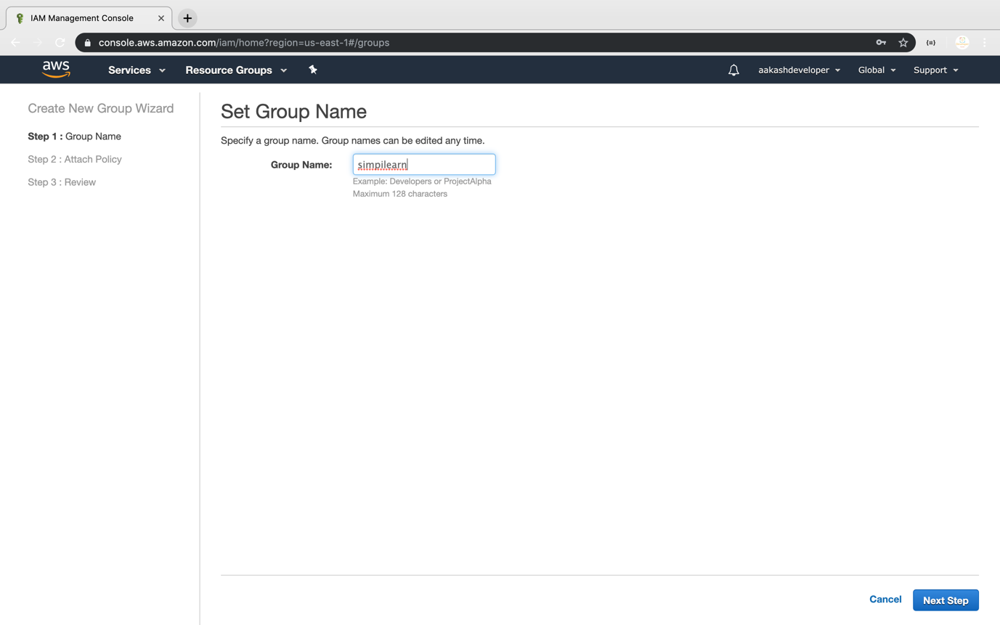 IAM Management Console
console.aws.amazon.com/iam/home?region=us-east-1#/groups
aws Services Resource Groups aakashdeveloper Global Support
Create New Group Wizard
Step 1 : Group Name
Step 2 : Attach Policy
Step 3 : Review
Set Group Name
Specify a group name. Group names can be edited any time.
Group Name: simpilearn
Example: Developers or ProjectAlpha
Maximum 128 characters
Cancel Next Step